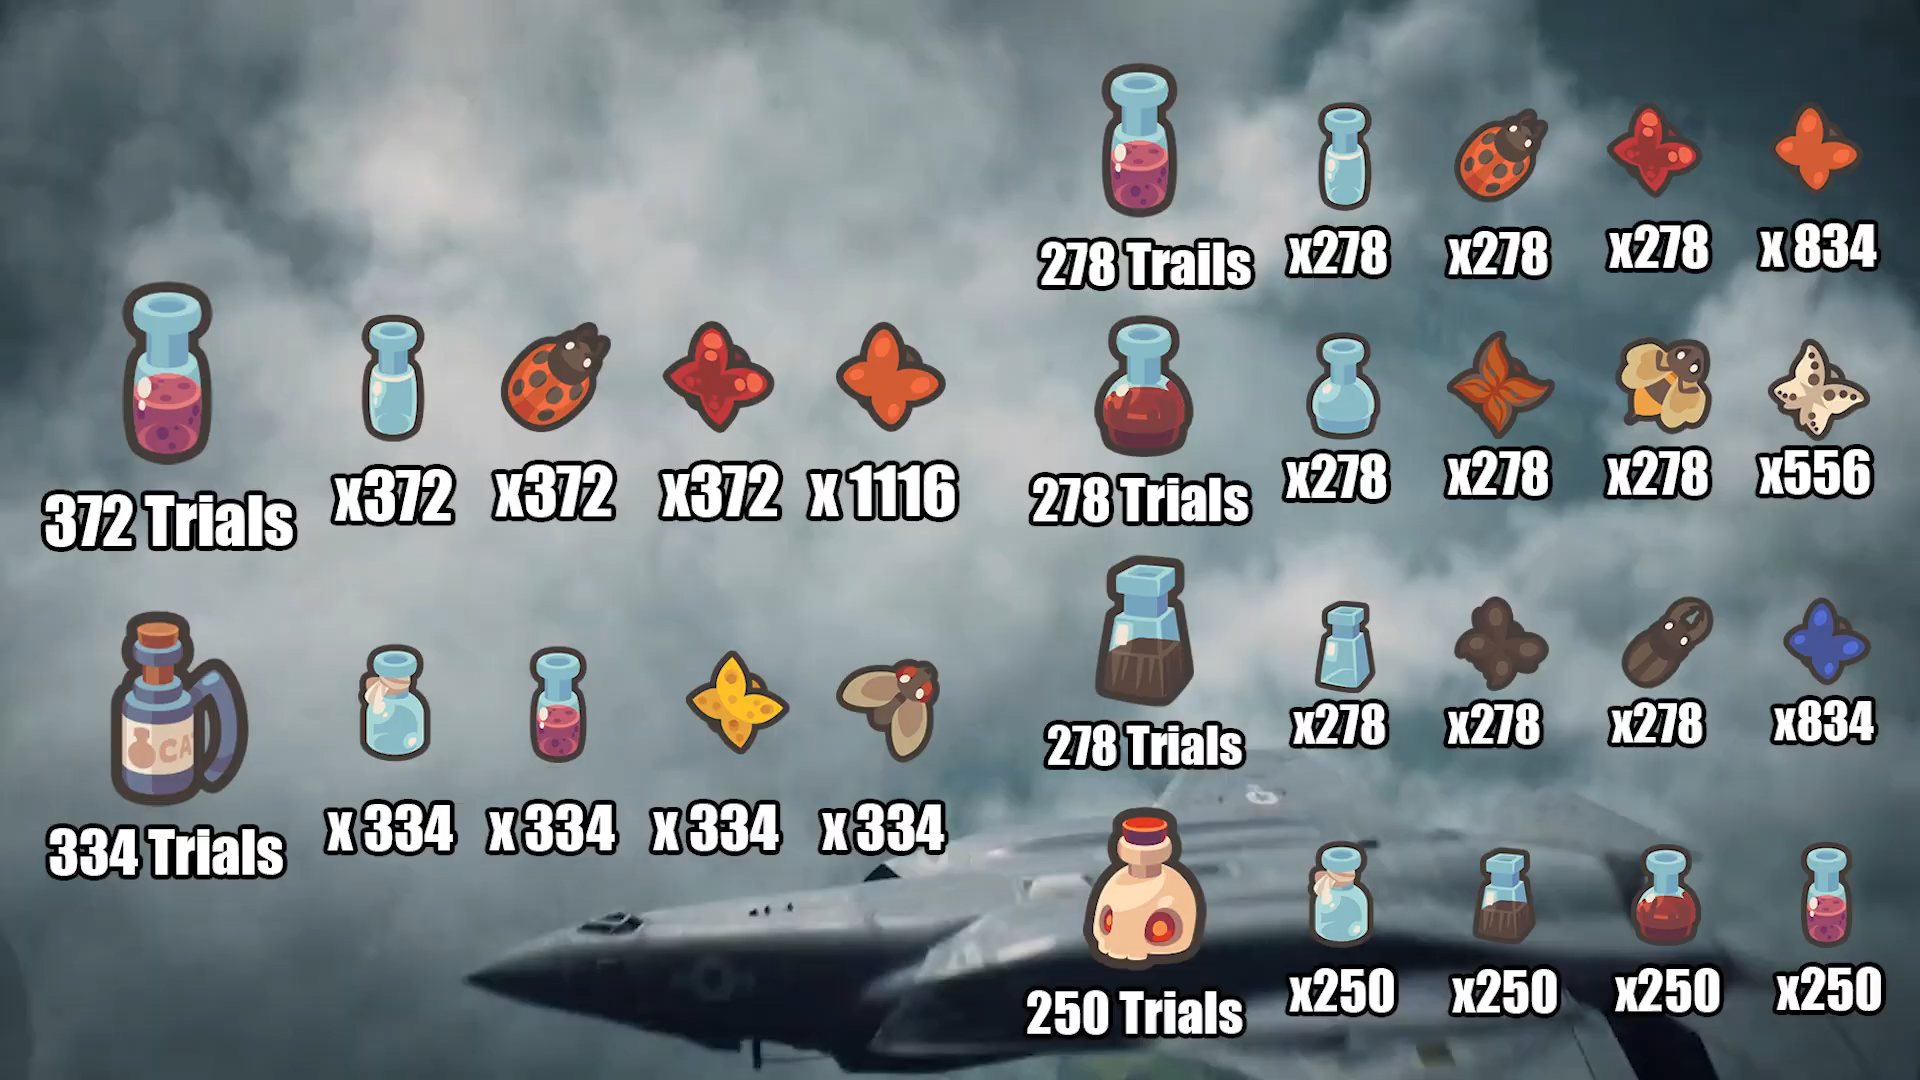 278 Trails x278 x278 x278 x 834
372 Trials x372 x372 x372 x 1116
278 Trials x278 x278 x278 x556
278 Trials x278 x278 x278 x834
CA
334 Trials x 334 x 334 x 334 x 334
250 Trials x250 x250 x250 x250